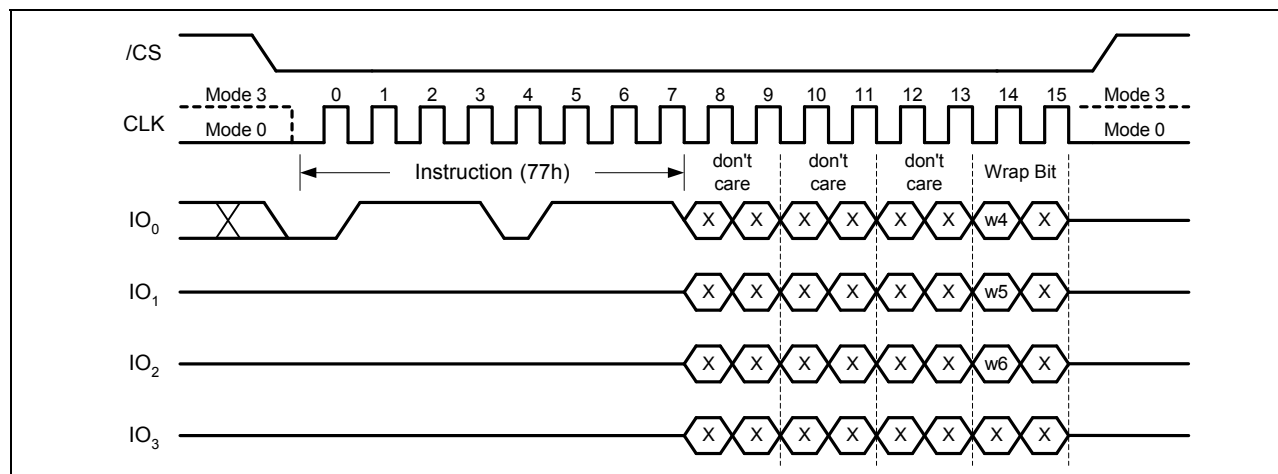 /CS
Mode 3 0 1 2 3 4 5 6 7 8 9 10 11 12 13 14 15 Mode 3
CLK Mode 0 Mode 0
Instruction (77h) don't care don't care don't care Wrap Bit
IO0 X X X X X X w4 X
IO1 X X X X X X w5 X
IO2 X X X X X X w6 X
IO3 X X X X X X X X